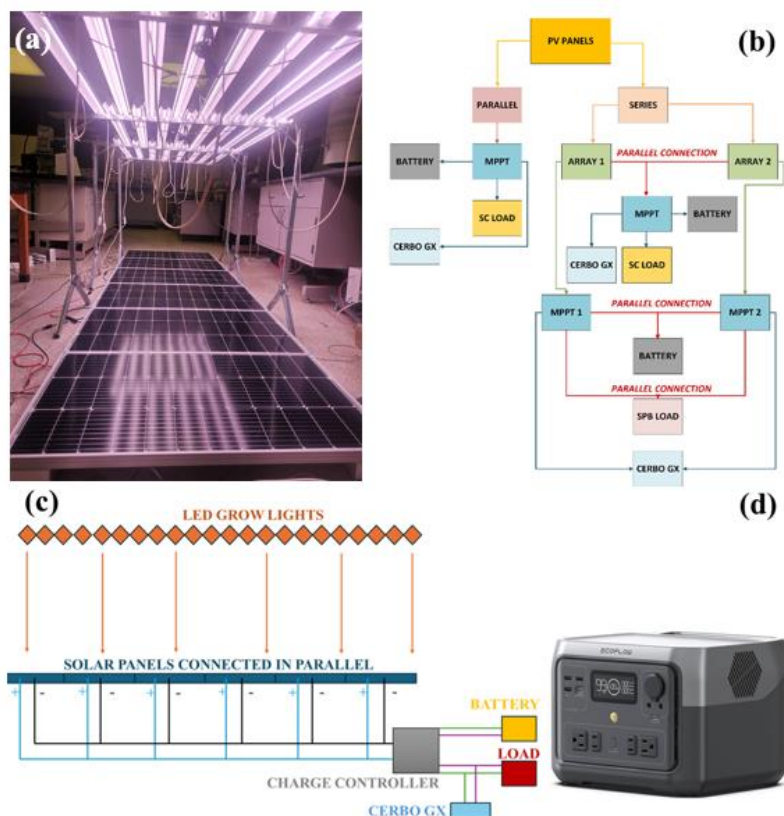 (a)
(b)
PV PANELS
PARALLEL
SERIES
BATTERY
MPPT
ARRAY 1
PARALLEL CONNECTION
ARRAY 2
SC LOAD
MPPT
BATTERY
CERBO GX
CERBO GX
SC LOAD
MPPT 1
PARALLEL CONNECTION
MPPT 2
BATTERY
PARALLEL CONNECTION
SPB LOAD
CERBO GX
(c)
LED GROW LIGHTS
SOLAR PANELS CONNECTED IN PARALLEL
+ - + - + - + - + - + -
BATTERY
LOAD
CHARGE CONTROLLER
CERBO GX
(d)
ECOFLOW